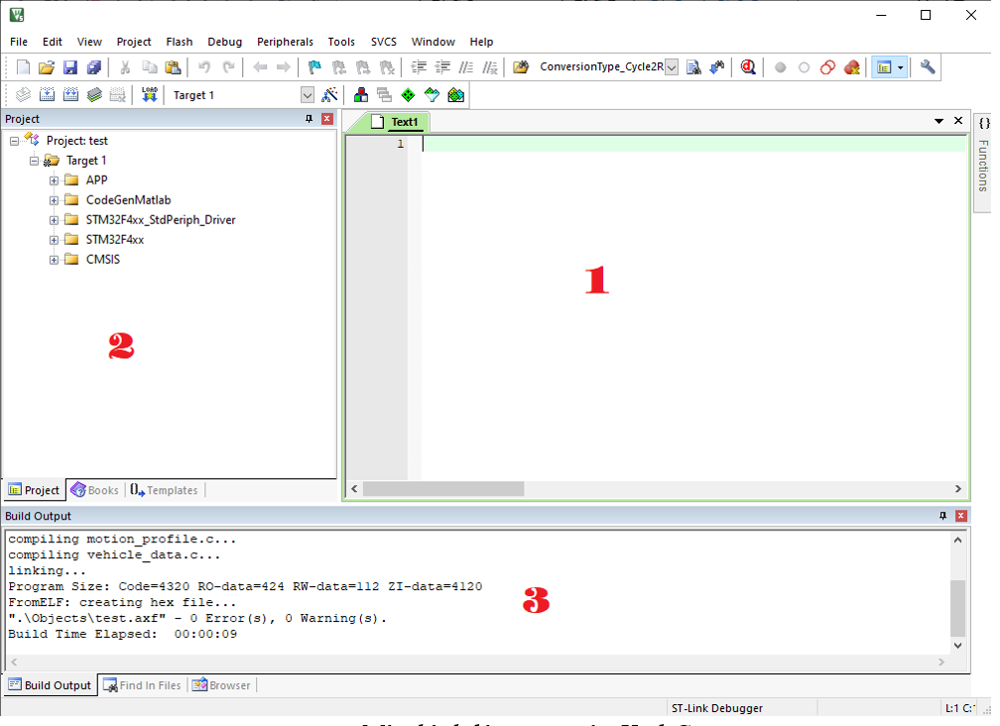 File Edit View Project Flash Debug Peripherals Tools SVCS Window Help
ConversionType_Cycle2R
LOAD
Target 1
Project
Project: test
Target 1
APP
CodeGenMatlab
STM32F4xx_StdPeriph_Driver
STM32F4xx
CMSIS
2
Project Books Templates
Text1
1
1
{} Functions
Build Output
compiling motion_profile.c...
compiling vehicle_data.c...
linking...
Program Size: Code=4320 RO-data=424 RW-data=112 ZI-data=4120
FromELF: creating hex file...
".\Objects\test.axf" - 0 Error(s), 0 Warning(s).
Build Time Elapsed:  00:00:09
3
Build Output Find In Files Browser
ST-Link Debugger
L:1 C:1